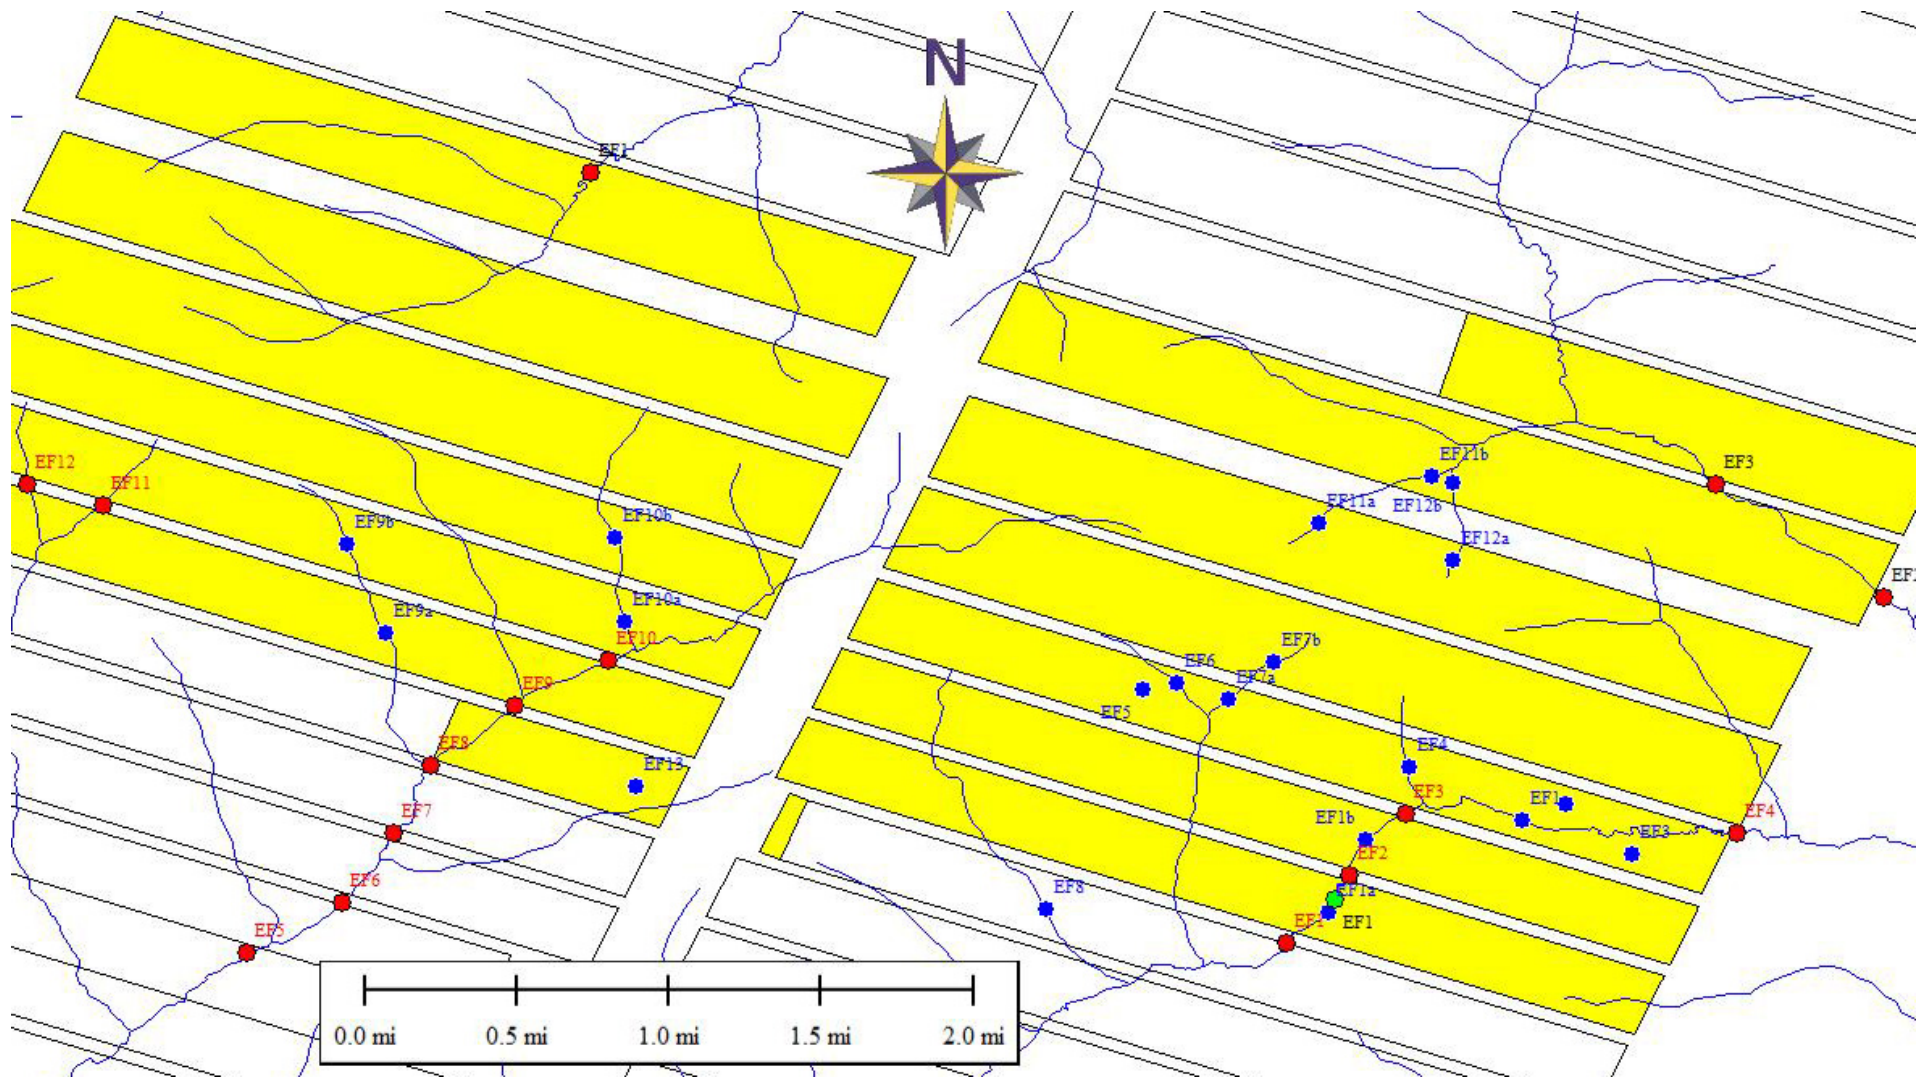 N
EF1
EF11b
EF3
EF12
EF11
EF11a
EF12b
EF10b
EF9b
EF12a
EF10a
EF9a
EF10
EF7b
EF6
EF7a
EF9
EF5
EF8
EF4
EF13
EF3
EF1
EF4
EF7
EF1b
EF3
EF2
EF6
EF8
EF1a
EF1
EF1
EF5
0.0 mi 0.5 mi 1.0 mi 1.5 mi 2.0 mi